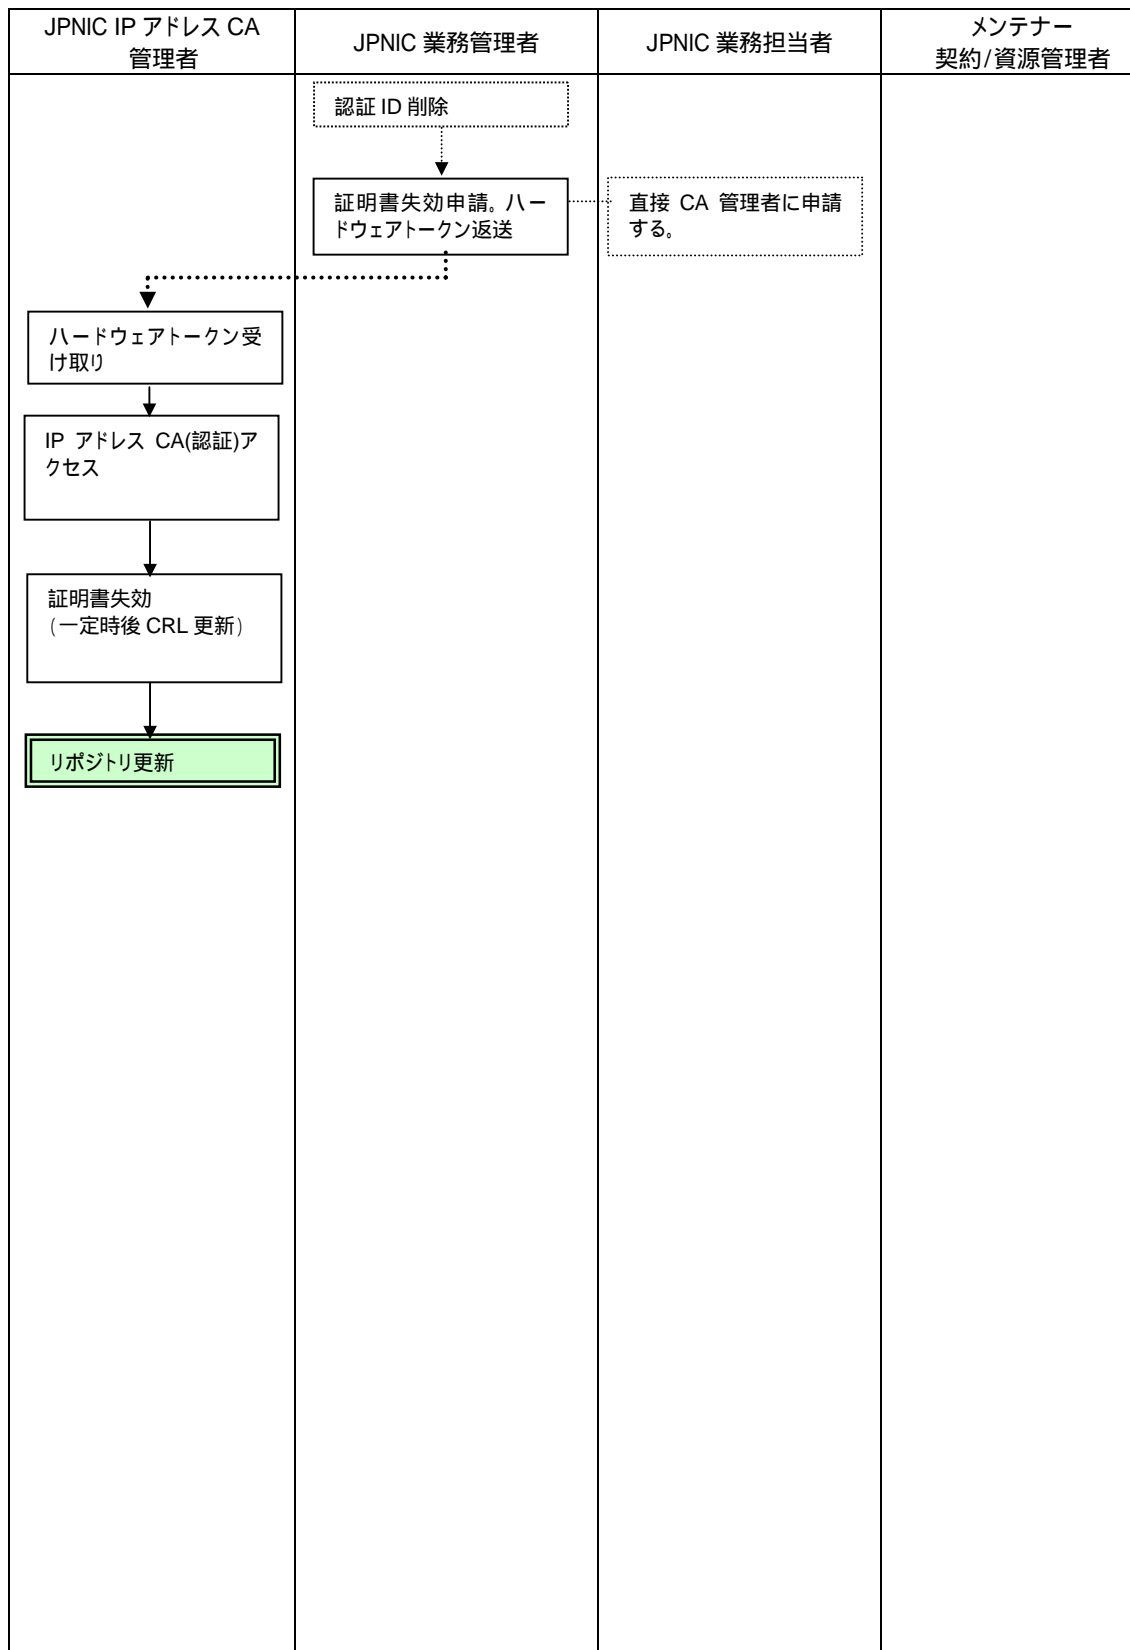 JPNIC IP アドレス CA
管理者
JPNIC 業務管理者
JPNIC 業務担当者
メンテナー
契約/資源管理者
認証 ID 削除
証明書失効申請。ハー
ドウェアトークン返送
直接 CA 管理者に申請
する。
ハードウェアトークン受
け取り
IP アドレス CA(認証)ア
クセス
証明書失効
(一定時後 CRL 更新)
リポジトリ更新